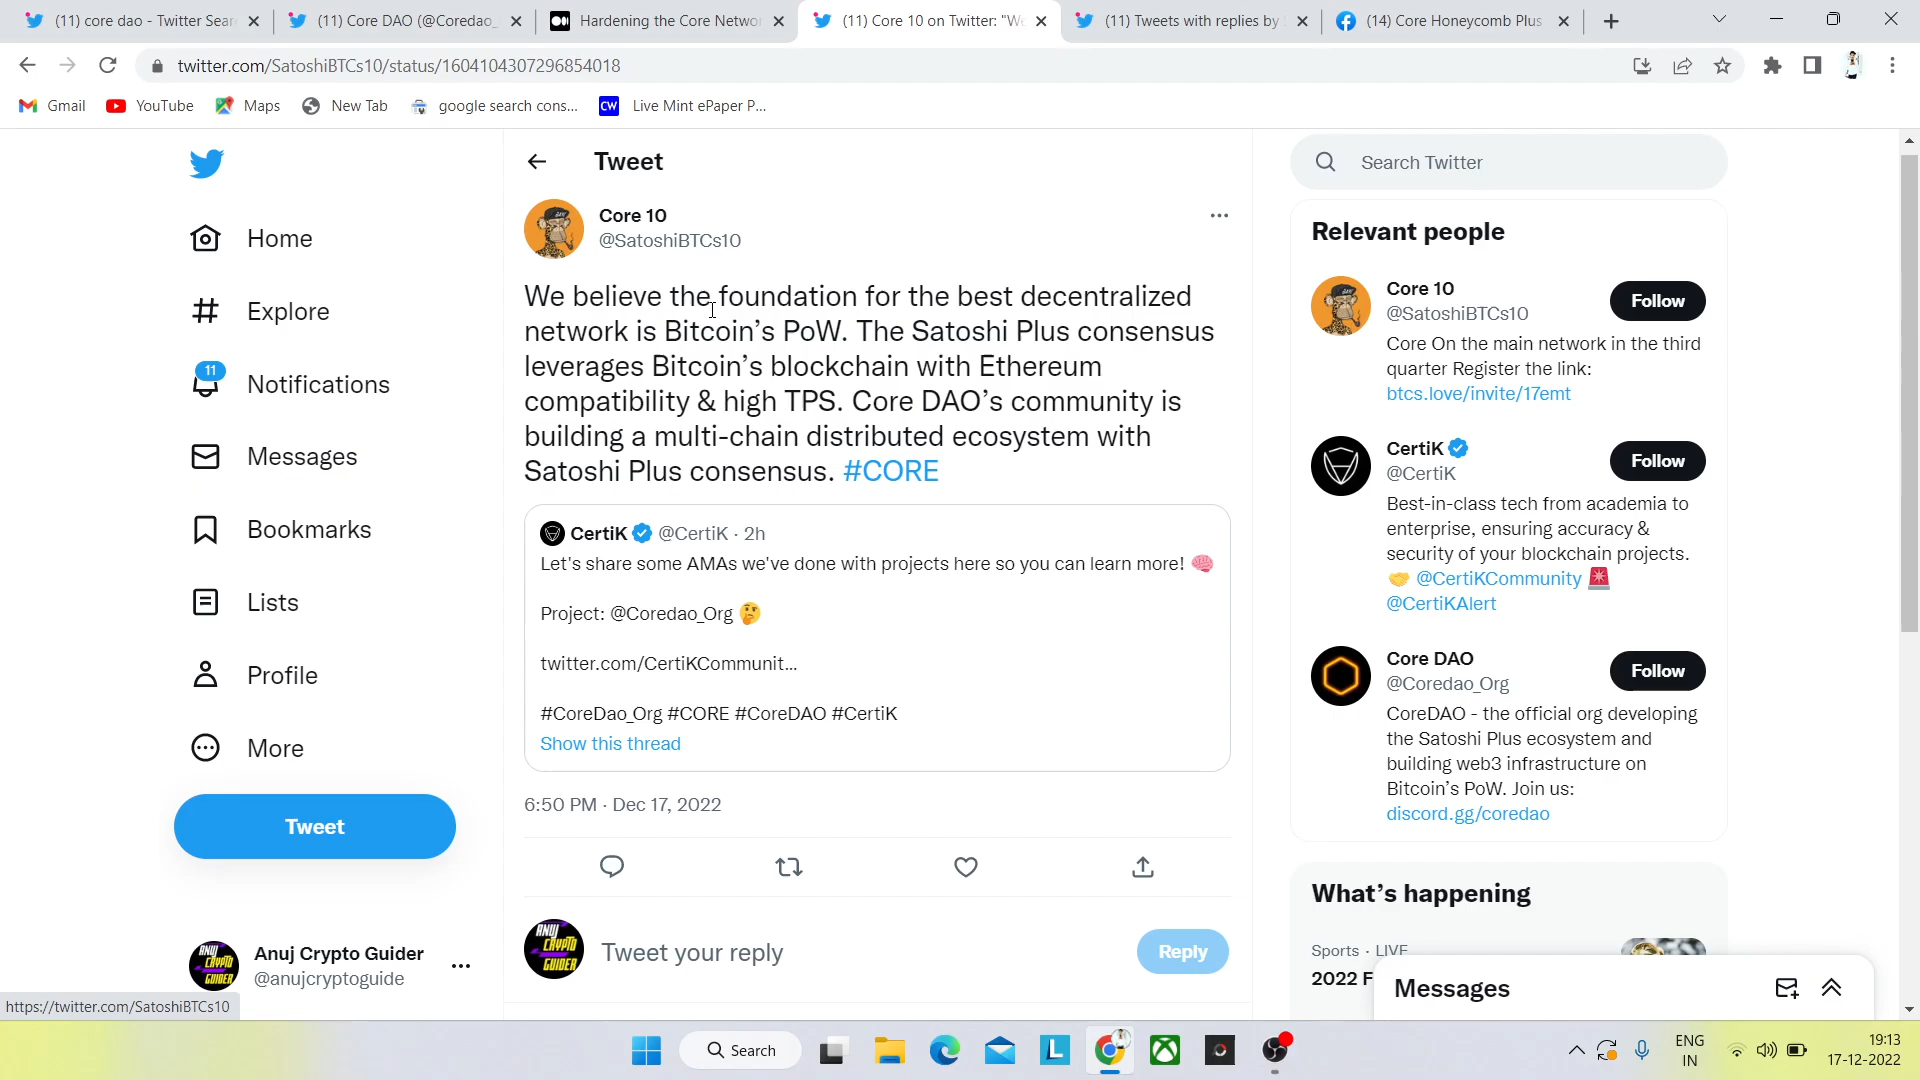 (11) core dao - Twitter Sear
(11) Core DAO (@Coredao_
Hardening the Core Networ
(11) Core 10 on Twitter: "We
(11) Tweets with replies by
(14) Core Honeycomb Plus
twitter.com/SatoshiBTCs10/status/1604104307296854018
Gmail
YouTube
Maps
New Tab
google search cons...
CW
Live Mint ePaper P...
Home
Explore
11
Notifications
Messages
Bookmarks
Lists
Profile
More
Tweet
ANUJ
CRYPTO
GUIDER
Anuj Crypto Guider
@anujcryptoguide
https://twitter.com/SatoshiBTCs10
Tweet
Core 10
@SatoshiBTCs10
We believe the foundation for the best decentralized
network is Bitcoin’s PoW. The Satoshi Plus consensus
leverages Bitcoin’s blockchain with Ethereum
compatibility & high TPS. Core DAO’s community is
building a multi-chain distributed ecosystem with
Satoshi Plus consensus. #CORE
CertiK @CertiK · 2h
Let's share some AMAs we've done with projects here so you can learn more! 🧠
Project: @Coredao_Org 🤔
twitter.com/CertiKCommunit...
#CoreDao_Org #CORE #CoreDAO #CertiK
Show this thread
6:50 PM · Dec 17, 2022
ANUJ
CRYPTO
GUIDER
Tweet your reply
Reply
Search Twitter
Relevant people
Core 10
@SatoshiBTCs10
Follow
Core On the main network in the third
quarter Register the link:
btcs.love/invite/17emt
CertiK
@CertiK
Follow
Best-in-class tech from academia to
enterprise, ensuring accuracy &
security of your blockchain projects.
🤝 @CertiKCommunity 🚨
@CertiKAlert
Core DAO
@Coredao_Org
Follow
CoreDAO - the official org developing
the Satoshi Plus ecosystem and
building web3 infrastructure on
Bitcoin’s PoW. Join us:
discord.gg/coredao
What’s happening
Sports · LIVE
2022 F
Messages
Search
L
ENG
IN
19:13
17-12-2022